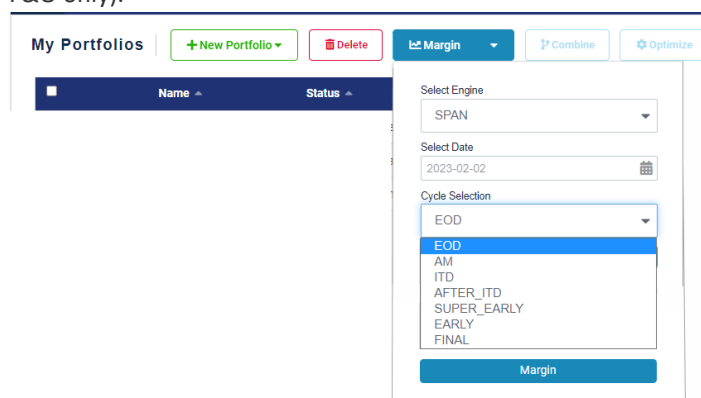 My Portfolios
New Portfolio
Delete
Margin
Combine
Optimize
Name
Status
Select Engine
SPAN
Select Date
2023-02-02
Cycle Selection
EOD
EOD
AM
ITD
AFTER_ITD
SUPER_EARLY
EARLY
FINAL
Margin